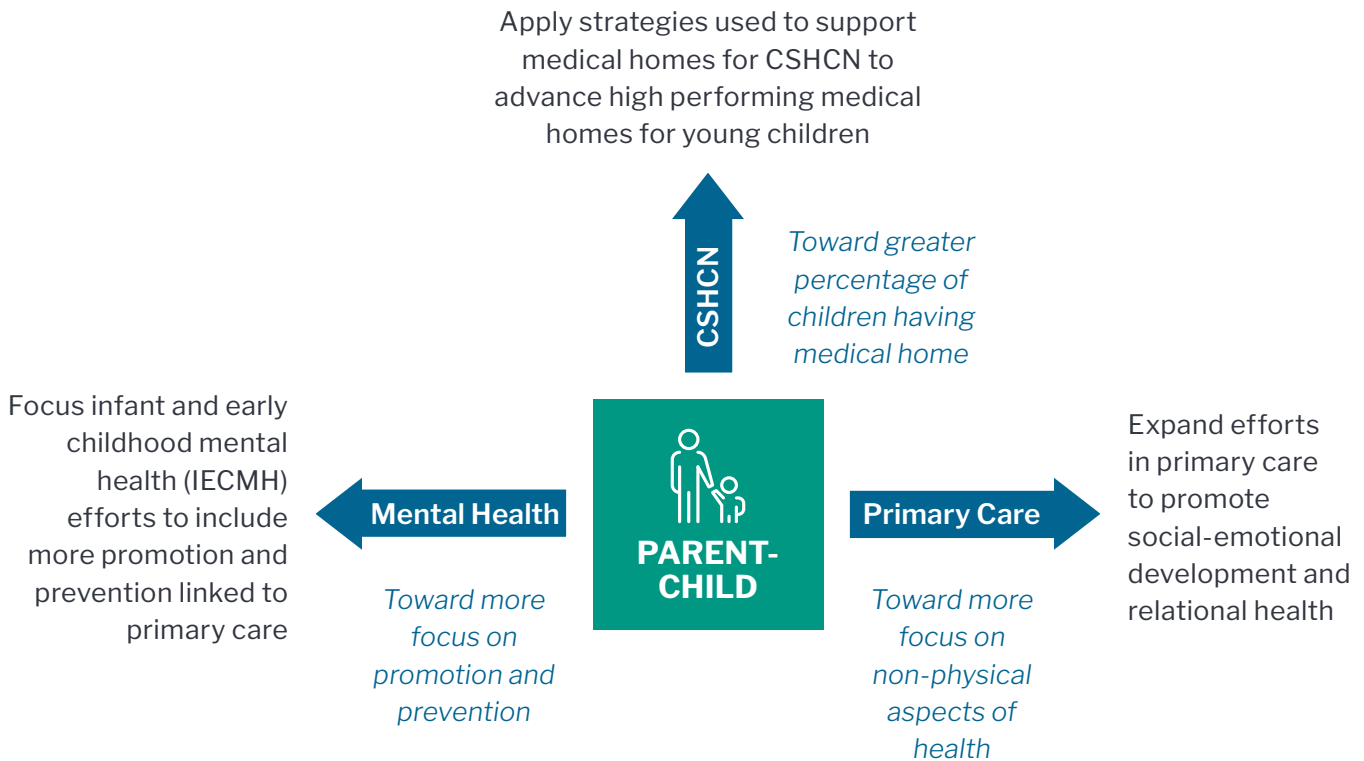 Apply strategies used to support
medical homes for CSHCN to
advance high performing medical
homes for young children
CSHCN
Toward greater
percentage of
children having
medical home
Focus infant and early
childhood mental
health (IECMH)
efforts to include
more promotion and
prevention linked to
primary care
Mental Health
Toward more
focus on
promotion and
prevention
PARENT-
CHILD
Primary Care
Toward more
focus on
non-physical
aspects of
health
Expand efforts
in primary care
to promote
social-emotional
development and
relational health